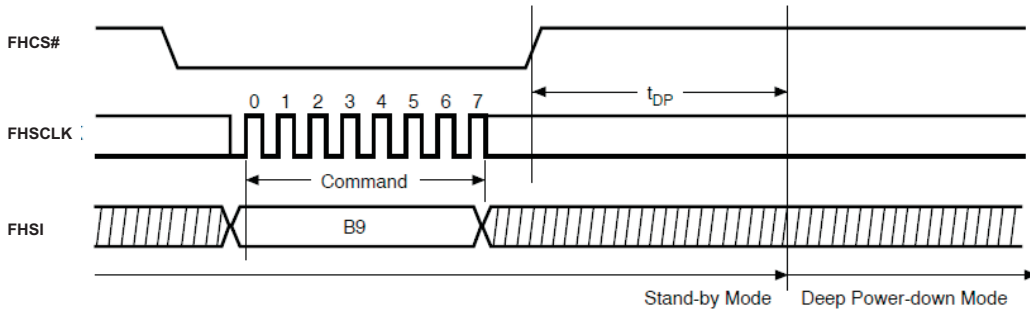 FHCS#
t_DP
0 1 2 3 4 5 6 7
FHSCLK
Command
FHSI
B9
Stand-by Mode
Deep Power-down Mode